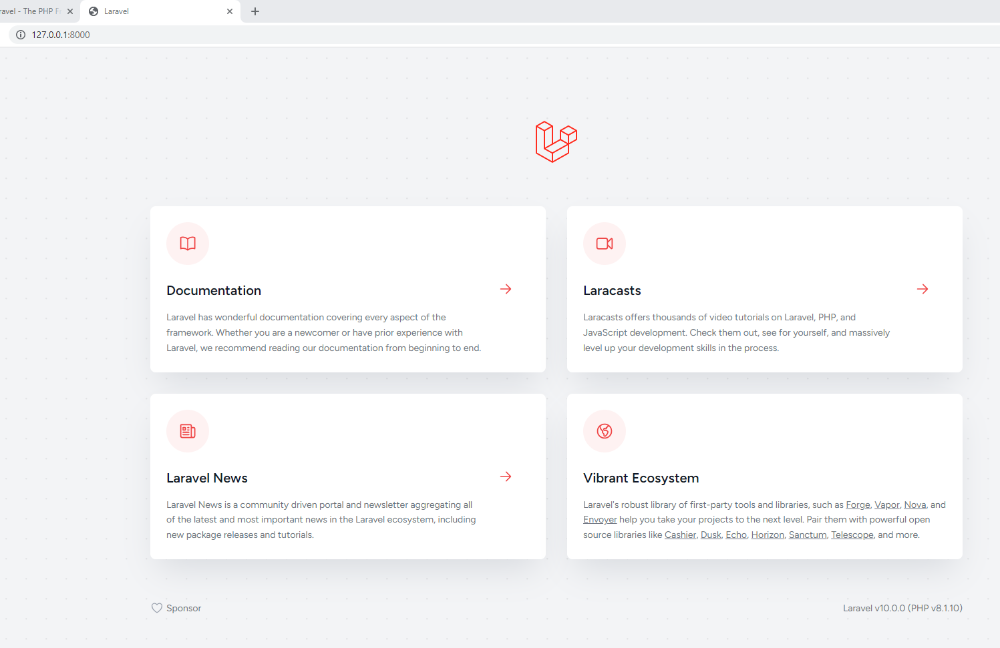 ravel - The PHP F
Laravel
127.0.0.1:8000
Documentation
Laravel has wonderful documentation covering every aspect of the
framework. Whether you are a newcomer or have prior experience with
Laravel, we recommend reading our documentation from beginning to end.
Laracasts
Laracasts offers thousands of video tutorials on Laravel, PHP, and
JavaScript development. Check them out, see for yourself, and massively
level up your development skills in the process.
Laravel News
Laravel News is a community driven portal and newsletter aggregating all
of the latest and most important news in the Laravel ecosystem, including
new package releases and tutorials.
Vibrant Ecosystem
Laravel's robust library of first-party tools and libraries, such as Forge, Vapor, Nova, and
Envoyer help you take your projects to the next level. Pair them with powerful open
source libraries like Cashier, Dusk, Echo, Horizon, Sanctum, Telescope, and more.
Sponsor
Laravel v10.0.0 (PHP v8.1.10)